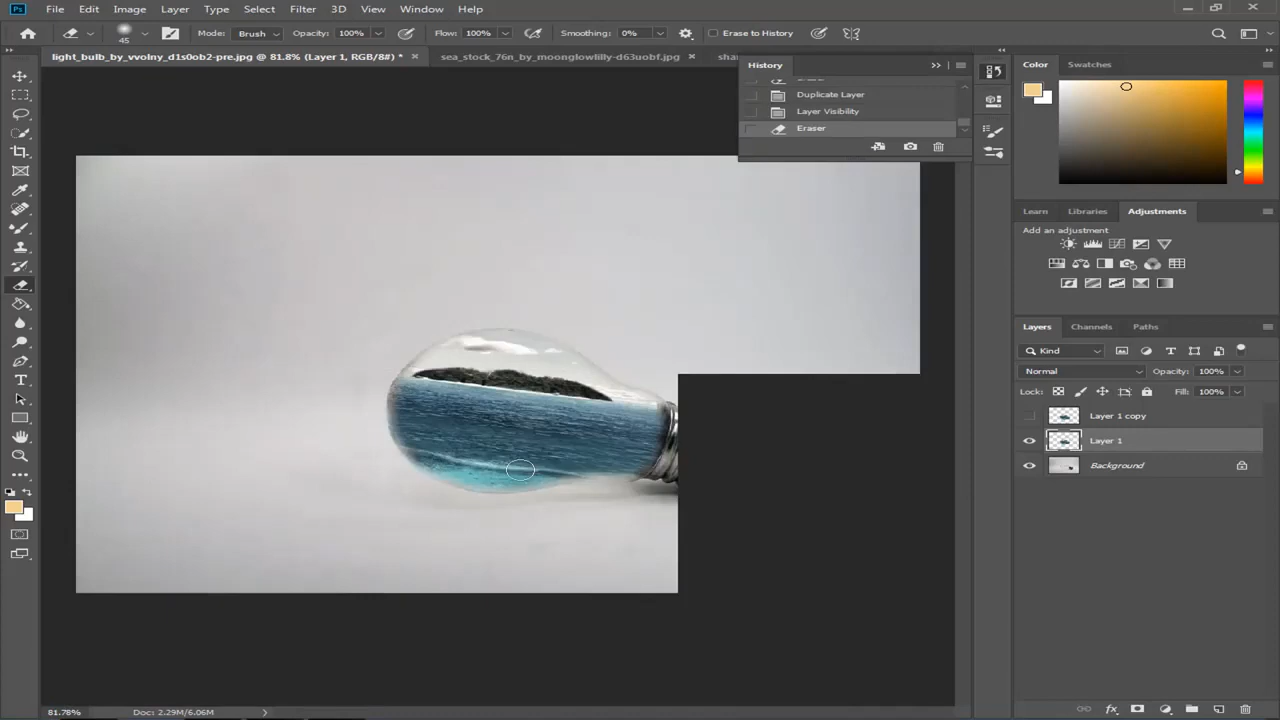 Ps File Edit Image Layer Type Select Filter 3D View Window Help
45 Mode: Brush Opacity: 100% Flow: 100% Smoothing: 0% Erase to History
light_bulb_by_vvolny_d1s0ob2-pre.jpg @ 81.8% (Layer 1, RGB/8#) * × sea_stock_76n_by_moonglowlilly-d63uobf.jpg ×
History
Duplicate Layer
Layer Visibility
Eraser
Color Swatches
Learn Libraries Adjustments
Add an adjustment
Layers Channels Paths
Kind
Normal Opacity: 100%
Lock: Fill: 100%
Layer 1 copy
Layer 1
Background
81.78% Doc: 2.29M/6.06M